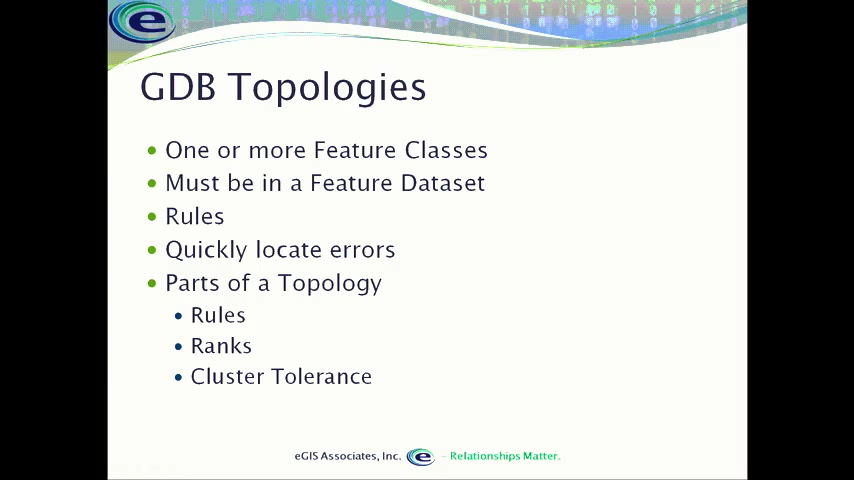 GDB Topologies
• One or more Feature Classes
• Must be in a Feature Dataset
• Rules
• Quickly locate errors
• Parts of a Topology
• Rules
• Ranks
• Cluster Tolerance
eGIS Associates, Inc. e - Relationships Matter.